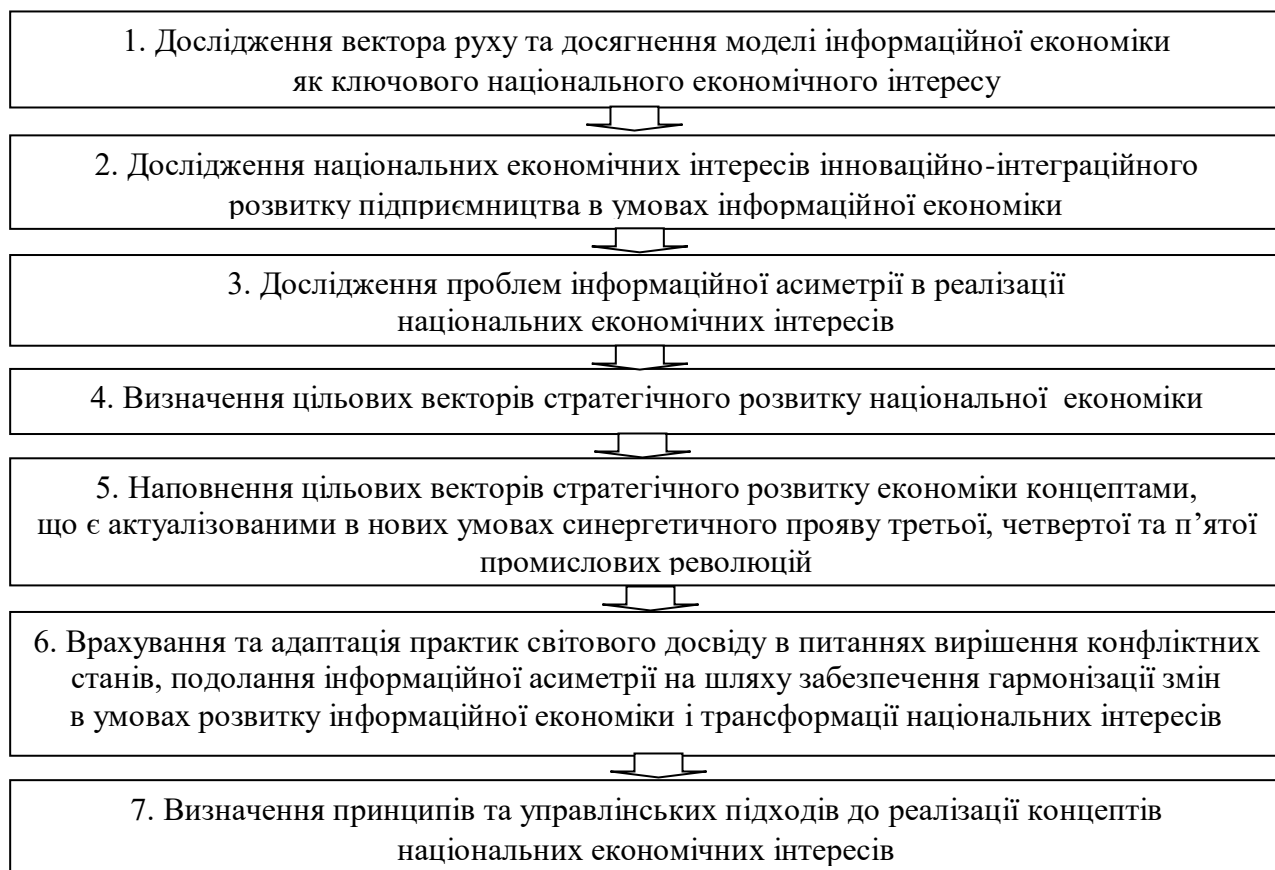 1. Дослідження вектора руху та досягнення моделі інформаційної економіки
як ключового національного економічного інтересу
2. Дослідження національних економічних інтересів інноваційно-інтеграційного
розвитку підприємництва в умовах інформаційної економіки
3. Дослідження проблем інформаційної асиметрії в реалізації
національних економічних інтересів
4. Визначення цільових векторів стратегічного розвитку національної економіки
5. Наповнення цільових векторів стратегічного розвитку економіки концептами,
що є актуалізованими в нових умовах синергетичного прояву третьої, четвертої та п’ятої
промислових революцій
6. Врахування та адаптація практик світового досвіду в питаннях вирішення конфліктних
станів, подолання інформаційної асиметрії на шляху забезпечення гармонізації змін
в умовах розвитку інформаційної економіки і трансформації національних інтересів
7. Визначення принципів та управлінських підходів до реалізації концептів
національних економічних інтересів